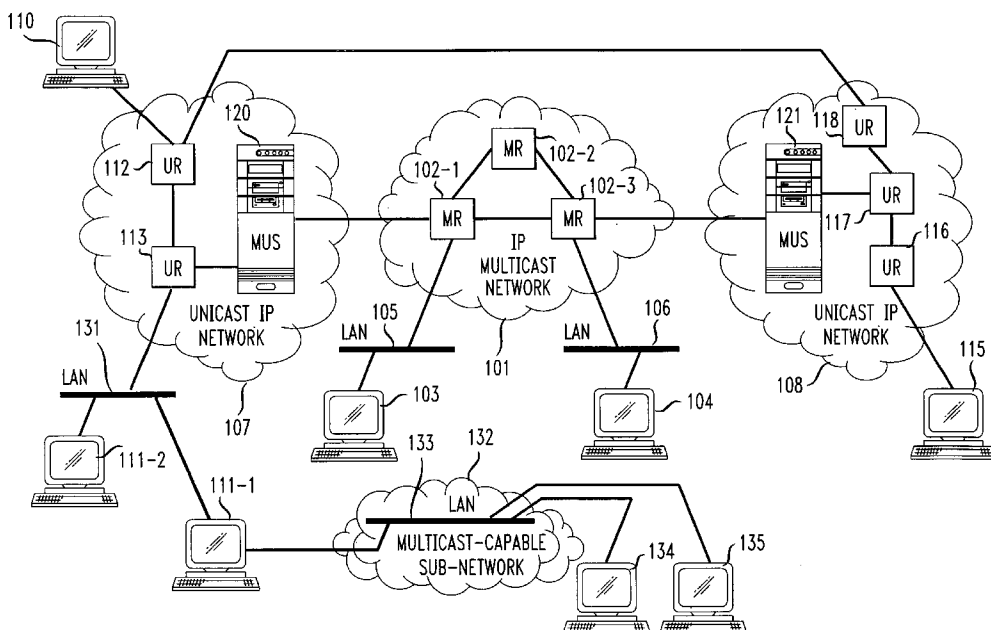 110
120
121
118
UR
112
UR
MR
102-2
102-1
102-3
UR
117
MR
MR
116
113
MUS
MUS
UR
UR
IP
MULTICAST
NETWORK
UNICAST IP
NETWORK
UNICAST IP
NETWORK
131
LAN
105
LAN
106
101
108
115
LAN
107
103
104
111-2
133
132
111-1
LAN
MULTICAST-CAPABLE
SUB-NETWORK
134
135